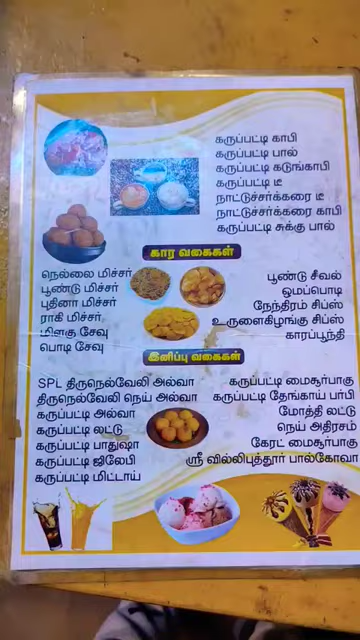 கருப்பட்டி காபி
கருப்பட்டி பால்
கருப்பட்டி கடுங்காபி
கருப்பட்டி டீ
நாட்டுச்சர்க்கரை டீ
நாட்டுச்சர்க்கரை காபி
கருப்பட்டி சுக்கு பால்
கார வகைகள்
நெல்லை மிச்சர்
பூண்டு மிச்சர்
புதினா மிச்சர்
ராகி மிச்சர்
மிளகு சேவு
பொடி சேவு
பூண்டு சீவல்
ஓமப்பொடி
நேந்திரம் சிப்ஸ்
உருளைகிழங்கு சிப்ஸ்
காரப்பூந்தி
இனிப்பு வகைகள்
SPL திருநெல்வேலி அல்வா
திருநெல்வேலி நெய் அல்வா
கருப்பட்டி அல்வா
கருப்பட்டி லட்டு
கருப்பட்டி பாதுஷா
கருப்பட்டி ஜிலேபி
கருப்பட்டி மிட்டாய்
கருப்பட்டி மைசூர்பாகு
கருப்பட்டி தேங்காய் பர்பி
மோத்தி லட்டு
நெய் அதிரசம்
கேரட் மைசூர்பாகு
ஸ்ரீ வில்லிபுத்தூர் பால்கோவா